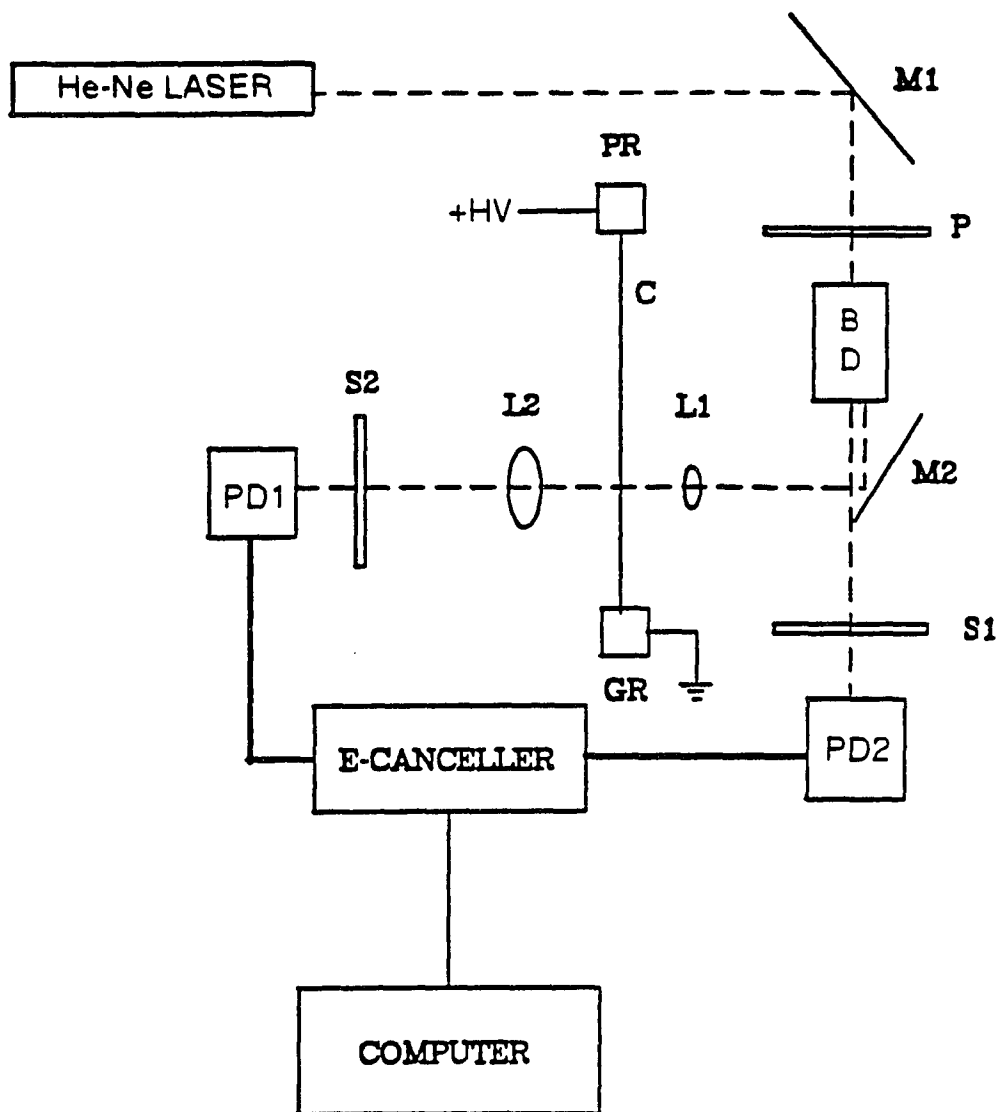 He-Ne LASER
M1
PR
+HV
P
C
B
D
S2
L2
L1
M2
PD1
S1
GR
E-CANCELLER
PD2
COMPUTER